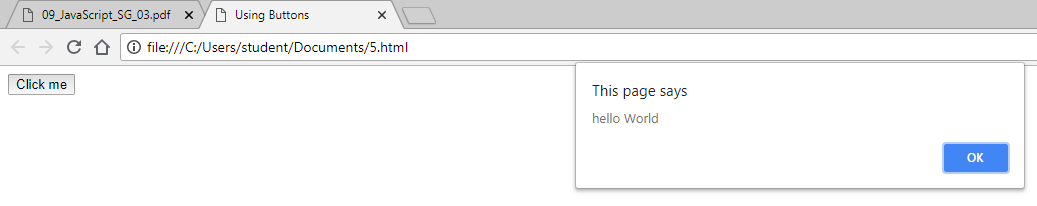 09_JavaScript_SG_03.pdf
Using Buttons
file:///C:/Users/student/Documents/5.html
Click me
This page says
hello World
OK